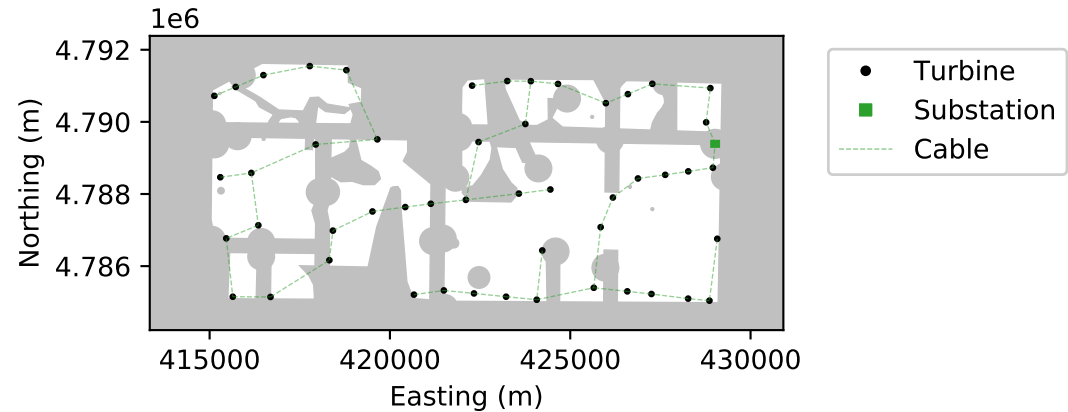 1e6
4.792
4.790
4.788
4.786
Northing (m)
415000 420000 425000 430000
Easting (m)
Turbine
Substation
Cable